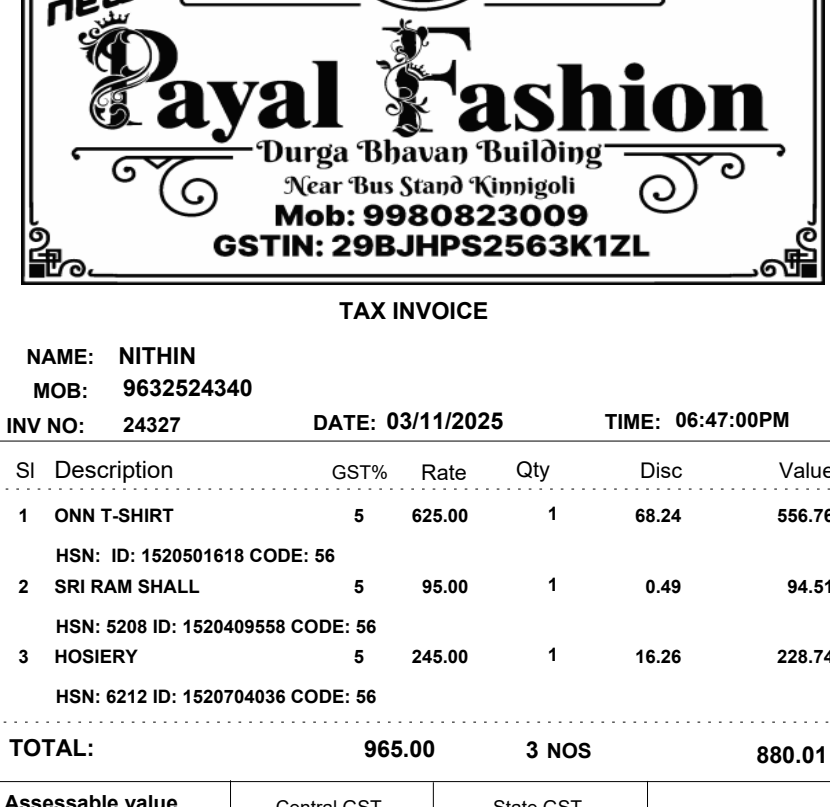 new
Payal Fashion
Durga Bhavan Building
Near Bus Stand Kinnigoli
Mob: 9980823009
GSTIN: 29BJHPS2563K1ZL
TAX INVOICE
NAME: NITHIN
MOB: 9632524340
INV NO: 24327 DATE: 03/11/2025 TIME: 06:47:00PM
Sl Description GST% Rate Qty Disc Value
1 ONN T-SHIRT 5 625.00 1 68.24 556.76
HSN: ID: 1520501618 CODE: 56
2 SRI RAM SHALL 5 95.00 1 0.49 94.51
HSN: 5208 ID: 1520409558 CODE: 56
3 HOSIERY 5 245.00 1 16.26 228.74
HSN: 6212 ID: 1520704036 CODE: 56
TOTAL: 965.00 3 NOS 880.01
Assessable value Central GST State GST